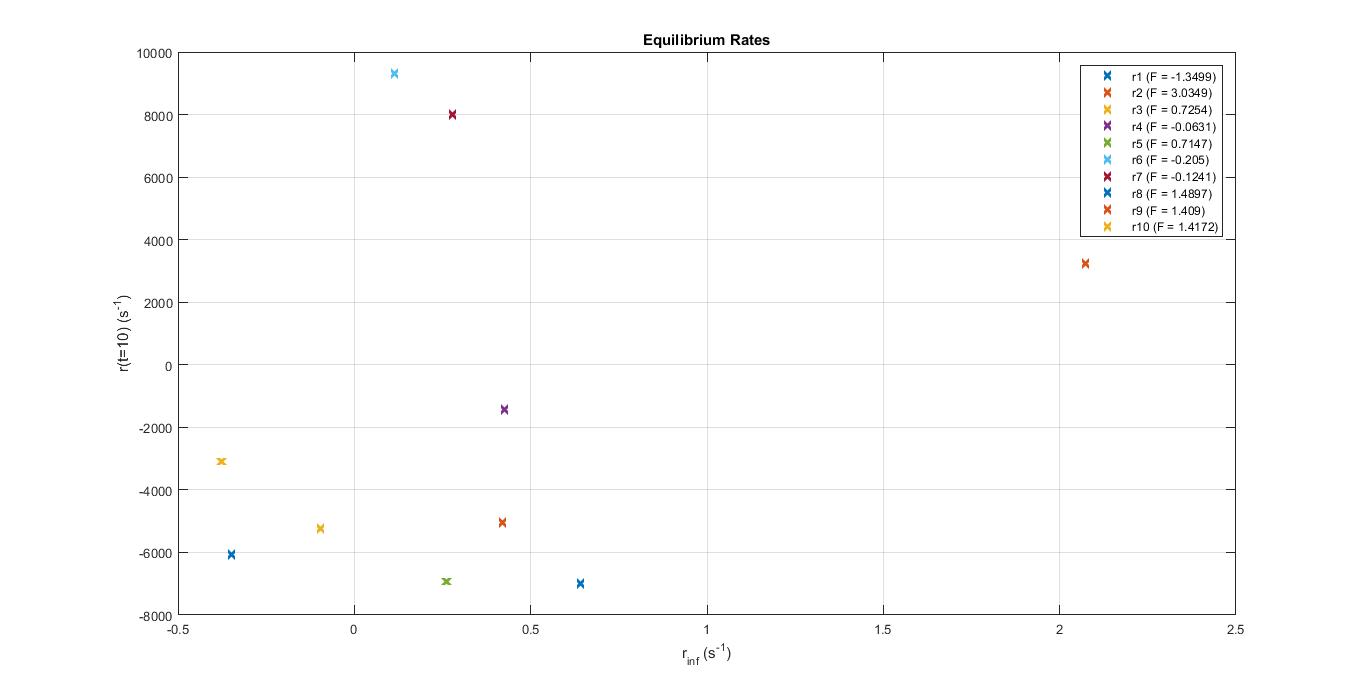 Equilibrium Rates
10000
8000
6000
4000
2000
0
-2000
-4000
-6000
-8000
r(t=10) (s^-1)
r1 (F = -1.3499)
r2 (F = 3.0349)
r3 (F = 0.7254)
r4 (F = -0.0631)
r5 (F = 0.7147)
r6 (F = -0.205)
r7 (F = -0.1241)
r8 (F = 1.4897)
r9 (F = 1.409)
r10 (F = 1.4172)
-0.5 0 0.5 1 1.5 2 2.5
r_inf (s^-1)